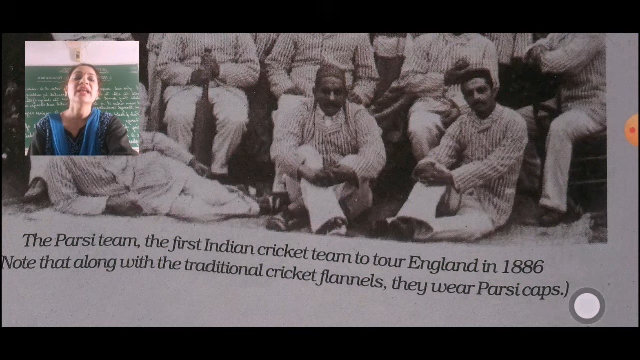 The Parsi team, the first Indian cricket team to tour England in 1886
Note that along with the traditional cricket flannels, they wear Parsi caps.)